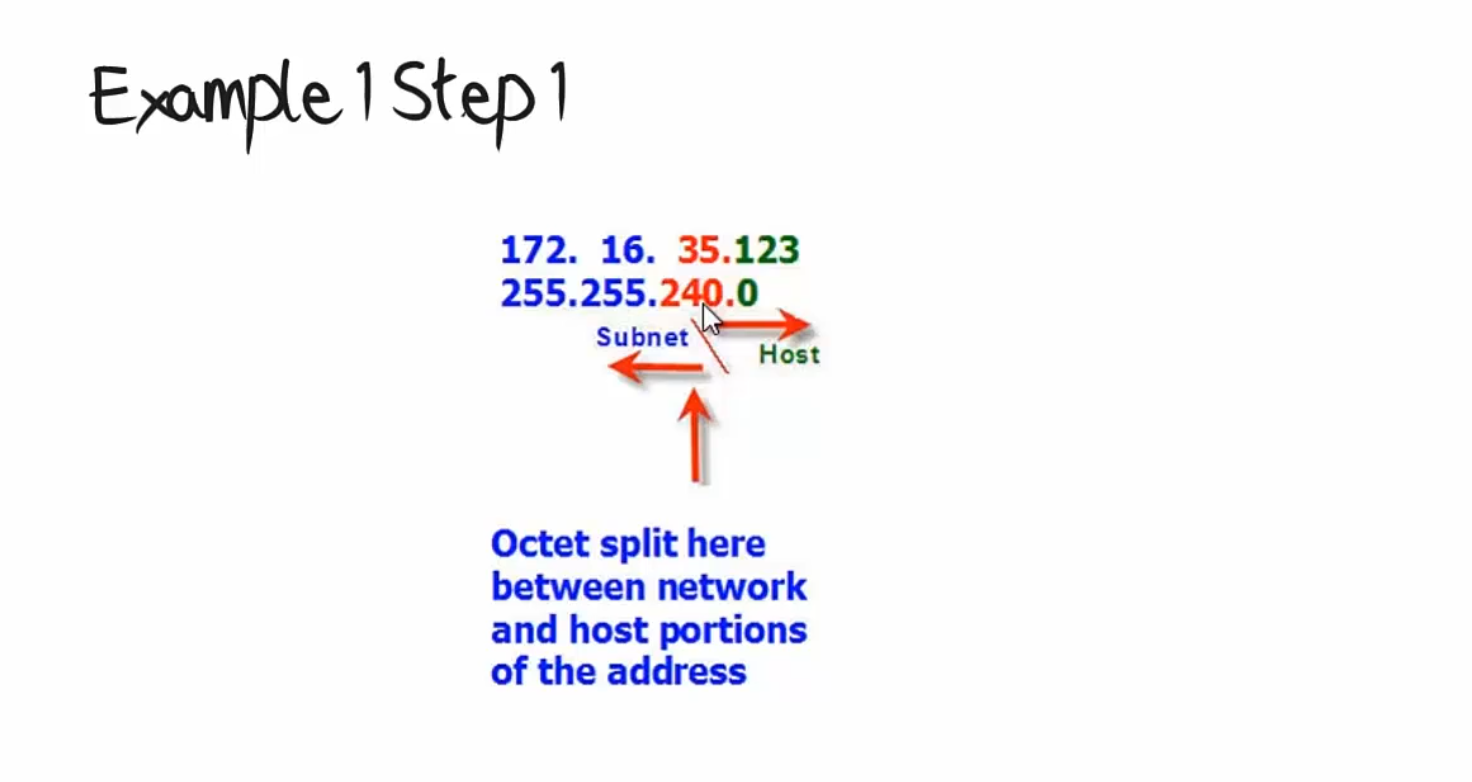 Example 1 Step 1
172. 16. 35.123
255.255.240.0
Subnet
Host
Octet split here
between network
and host portions
of the address